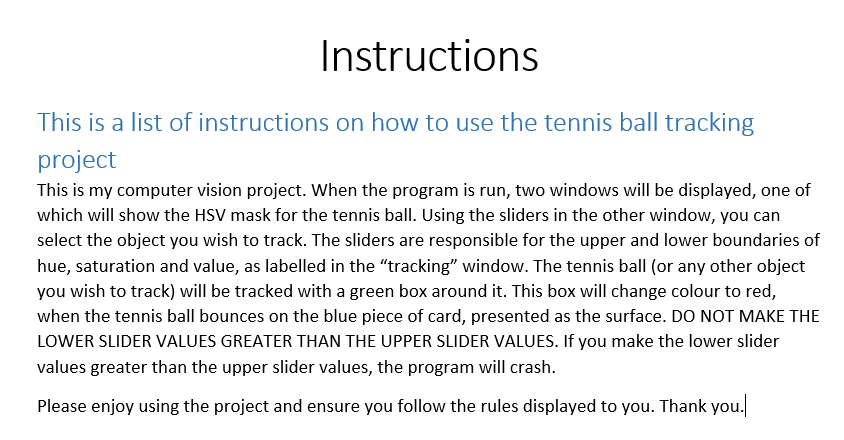 Instructions
This is a list of instructions on how to use the tennis ball tracking
project
This is my computer vision project. When the program is run, two windows will be displayed, one of
which will show the HSV mask for the tennis ball. Using the sliders in the other window, you can
select the object you wish to track. The sliders are responsible for the upper and lower boundaries of
hue, saturation and value, as labelled in the “tracking” window. The tennis ball (or any other object
you wish to track) will be tracked with a green box around it. This box will change colour to red,
when the tennis ball bounces on the blue piece of card, presented as the surface. DO NOT MAKE THE
LOWER SLIDER VALUES GREATER THAN THE UPPER SLIDER VALUES. If you make the lower slider
values greater than the upper slider values, the program will crash.
Please enjoy using the project and ensure you follow the rules displayed to you. Thank you.